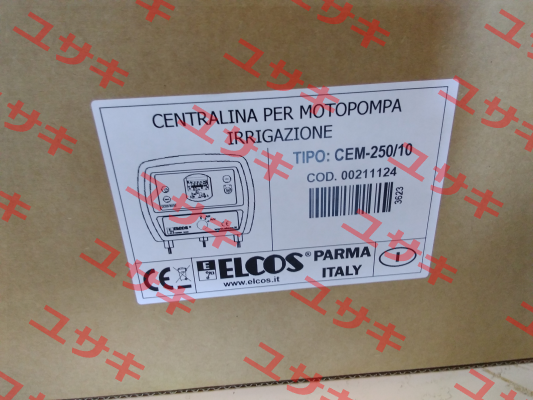 CENTRALINA PER MOTOPOMPA
IRRIGAZIONE
TIPO: CEM-250/10
COD. 00211124
3623
CE
ELCOS® PARMA
ITALY
www.elcos.it
I
ユサキ